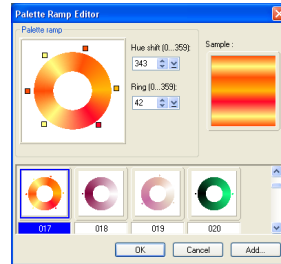 Palette Ramp Editor
Palette ramp
Hue shift (0...359):
343
Ring (0...359):
42
Sample :
017
018
019
020
OK
Cancel
Add...